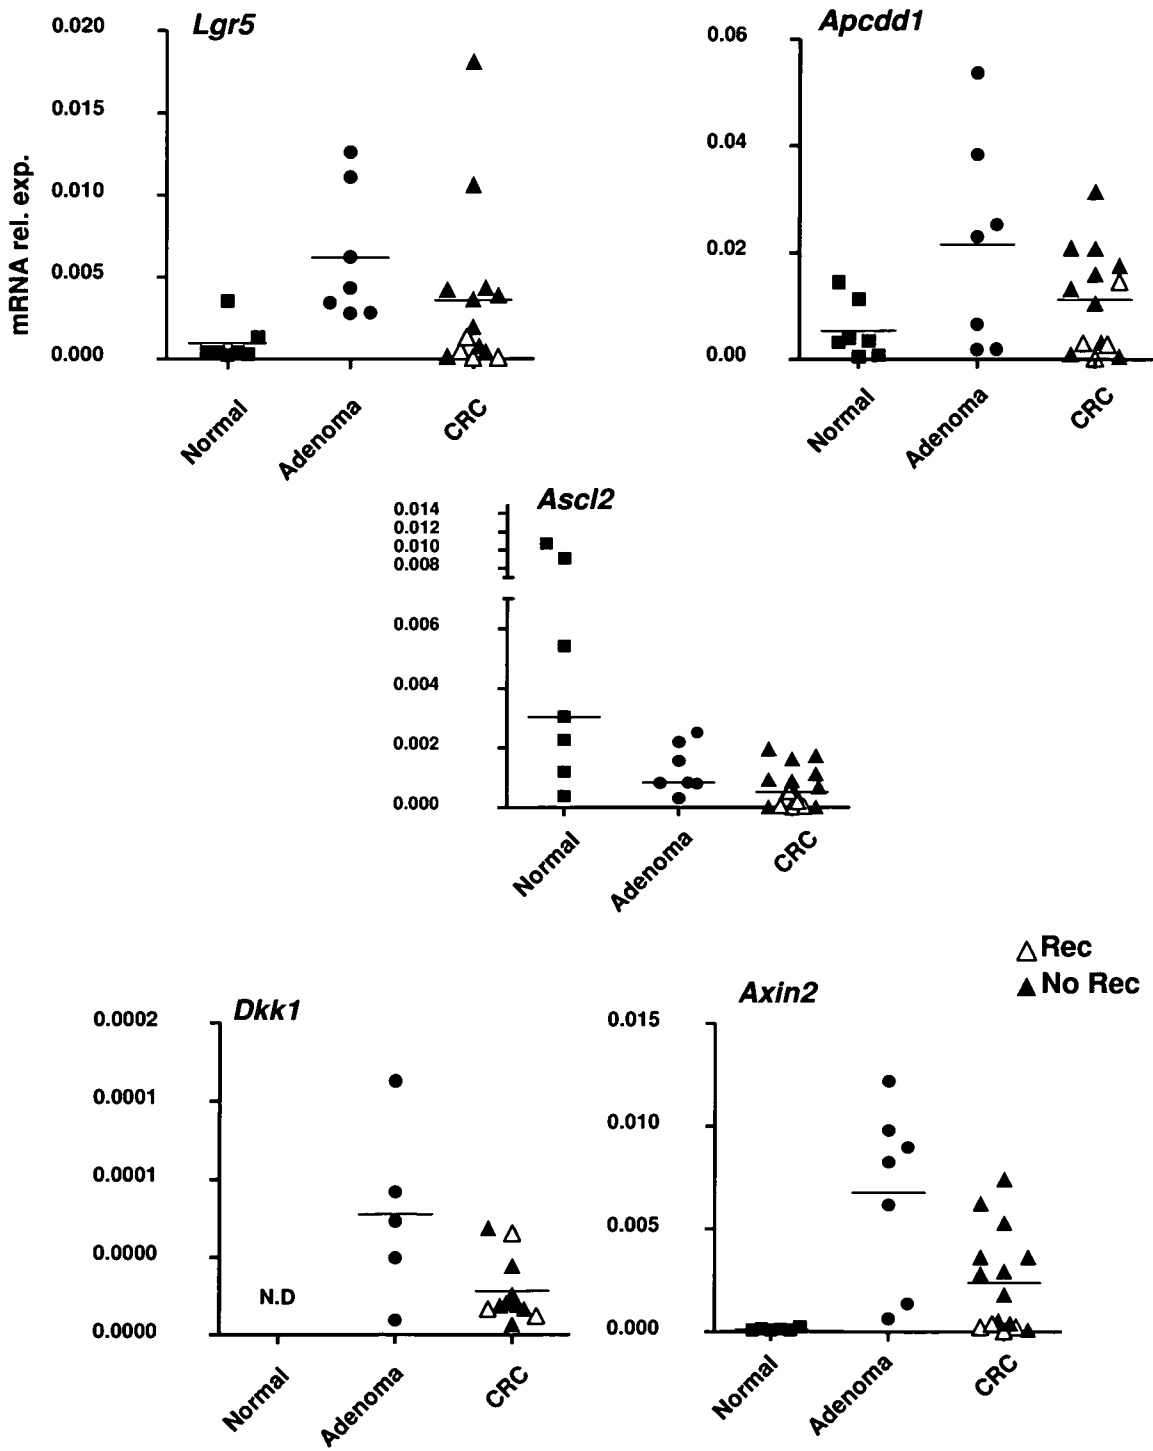 Lgr5
mRNA rel. exp.
0.020
0.015
0.010
0.005
0.000
Normal
Adenoma
CRC
Apcdd1
0.06
0.04
0.02
0.00
Normal
Adenoma
CRC
Ascl2
0.014
0.012
0.010
0.008
0.006
0.004
0.002
0.000
Normal
Adenoma
CRC
Rec
No Rec
Dkk1
0.0002
0.0001
0.0001
0.0000
0.0000
N.D
Normal
Adenoma
CRC
Axin2
0.015
0.010
0.005
0.000
Normal
Adenoma
CRC